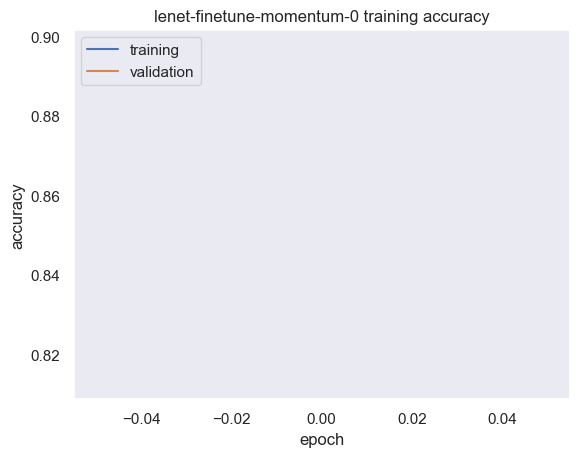 lenet-finetune-momentum-0 training accuracy
training
validation
accuracy
0.90
0.88
0.86
0.84
0.82
−0.04 −0.02 0.00 0.02 0.04
epoch